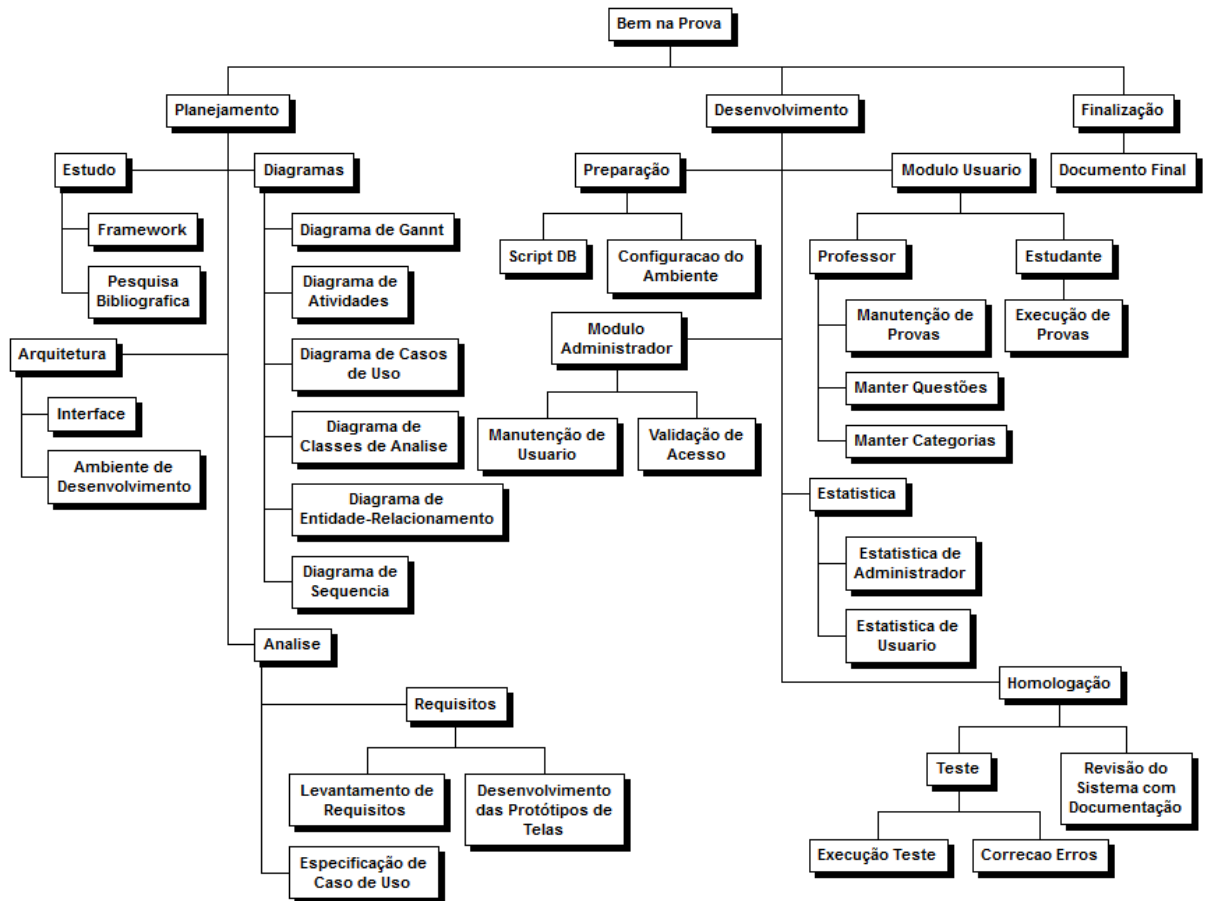 Bem na Prova
Planejamento
Desenvolvimento
Finalização
Estudo
Diagramas
Preparação
Modulo Usuario
Documento Final
Framework
Pesquisa
Bibliografica
Diagrama de Gannt
Diagrama de
Atividades
Diagrama de Casos
de Uso
Diagrama de
Classes de Analise
Diagrama de
Entidade-Relacionamento
Diagrama de
Sequencia
Arquitetura
Interface
Ambiente de
Desenvolvimento
Analise
Requisitos
Levantamento de
Requisitos
Desenvolvimento
das Protótipos de
Telas
Especificação de
Caso de Uso
Script DB
Configuracao do
Ambiente
Modulo
Administrador
Manutenção de
Usuario
Validação de
Acesso
Professor
Estudante
Manutenção de
Provas
Execução de
Provas
Manter Questões
Manter Categorias
Estatistica
Estatistica de
Administrador
Estatistica de
Usuario
Homologação
Teste
Revisão do
Sistema com
Documentação
Execução Teste
Correcao Erros